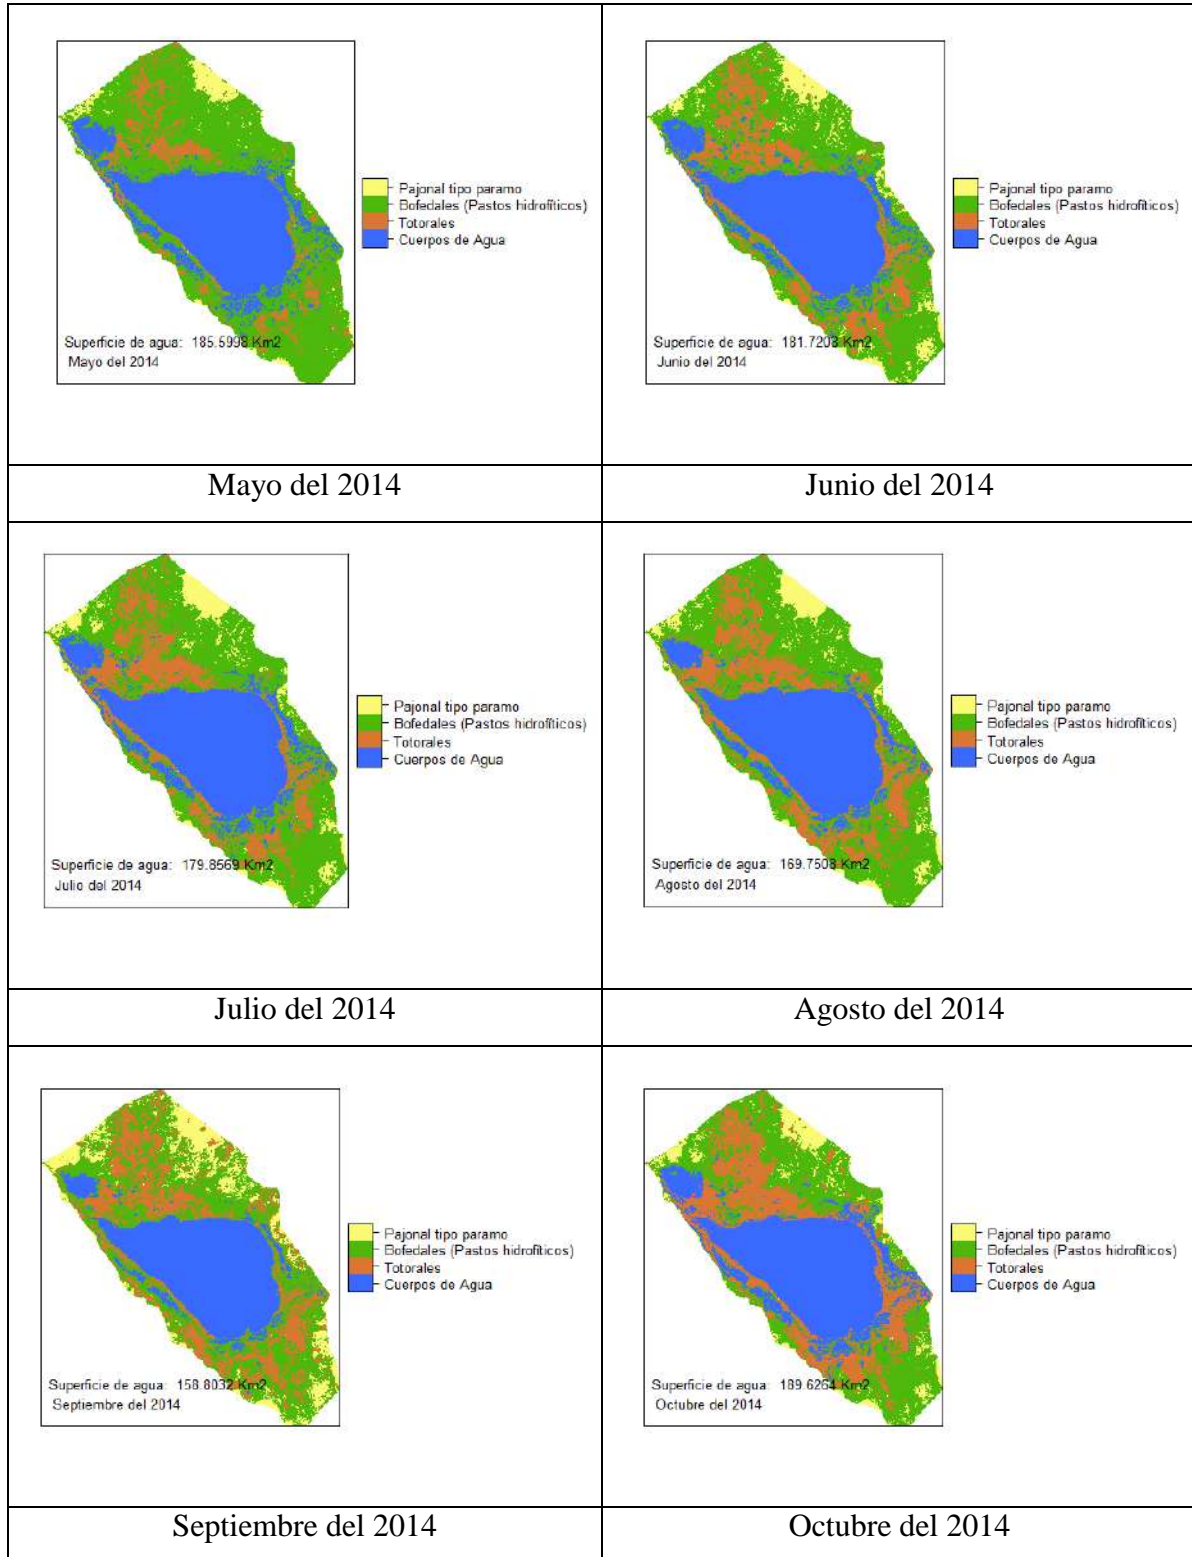 Pajonal tipo paramo
Bofedales (Pastos hidrofíticos)
Totorales
Cuerpos de Agua
Superficie de agua: 185.5998 Km2
Mayo del 2014
Pajonal tipo paramo
Bofedales (Pastos hidrofíticos)
Totorales
Cuerpos de Agua
Superficie de agua: 181.7203 Km2
Junio del 2014
Mayo del 2014
Junio del 2014
Pajonal tipo paramo
Bofedales (Pastos hidrofíticos)
Totorales
Cuerpos de Agua
Superficie de agua: 179.8569 Km2
Julio del 2014
Pajonal tipo paramo
Bofedales (Pastos hidrofíticos)
Totorales
Cuerpos de Agua
Superficie de agua: 169.7508 Km2
Agosto del 2014
Julio del 2014
Agosto del 2014
Pajonal tipo paramo
Bofedales (Pastos hidrofíticos)
Totorales
Cuerpos de Agua
Superficie de agua: 158.8032 Km2
Septiembre del 2014
Pajonal tipo paramo
Bofedales (Pastos hidrofíticos)
Totorales
Cuerpos de Agua
Superficie de agua: 189.6264 Km2
Octubre del 2014
Septiembre del 2014
Octubre del 2014